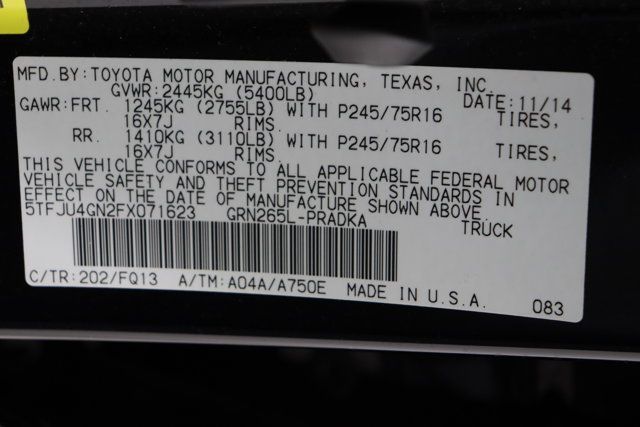 MFD.BY:TOYOTA MOTOR MANUFACTURING, TEXAS, INC.
GVWR:2445KG (5400LB) DATE:11/14
GAWR:FRT. 1245KG (2755LB) WITH P245/75R16 TIRES,
16X7J RIMS.
RR. 1410KG (3110LB) WITH P245/75R16 TIRES,
16X7J RIMS.
THIS VEHICLE CONFORMS TO ALL APPLICABLE FEDERAL MOTOR
VEHICLE SAFETY AND THEFT PREVENTION STANDARDS IN
EFFECT ON THE DATE OF MANUFACTURE SHOWN ABOVE.
5TFJU4GN2FX071623 GRN265L-PRADKA TRUCK
C/TR:202/FQ13 A/TM:A04A/A750E MADE IN U.S.A. 083